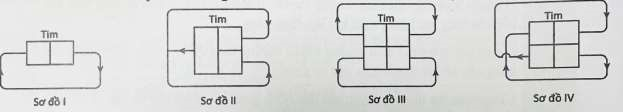 Tim
Tim
Tim
Tim
Sơ đồ I
Sơ đồ II
Sơ đồ III
Sơ đồ IV